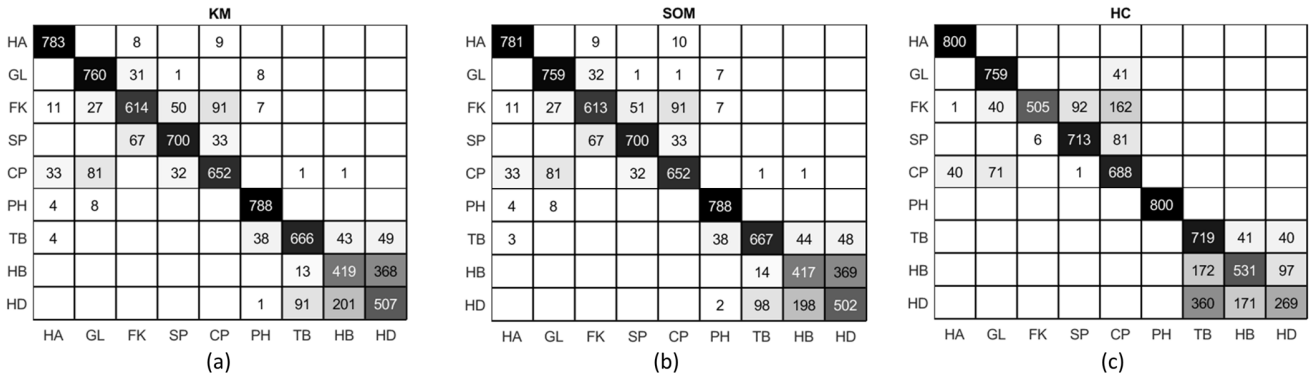 KM
HA 783 8 9
GL 760 31 1 8
FK 11 27 614 50 91 7
SP 67 700 33
CP 33 81 32 652 1 1
PH 4 8 788
TB 4 38 666 43 49
HB 13 419 368
HD 1 91 201 507
HA GL FK SP CP PH TB HB HD
(a)
SOM
HA 781 9 10
GL 759 32 1 1 7
FK 11 27 613 51 91 7
SP 67 700 33
CP 33 81 32 652 1 1
PH 4 8 788
TB 3 38 667 44 48
HB 14 417 369
HD 2 98 198 502
HA GL FK SP CP PH TB HB HD
(b)
HC
HA 800
GL 759 41
FK 1 40 505 92 162
SP 6 713 81
CP 40 71 1 688
PH 800
TB 719 41 40
HB 172 531 97
HD 360 171 269
HA GL FK SP CP PH TB HB HD
(c)